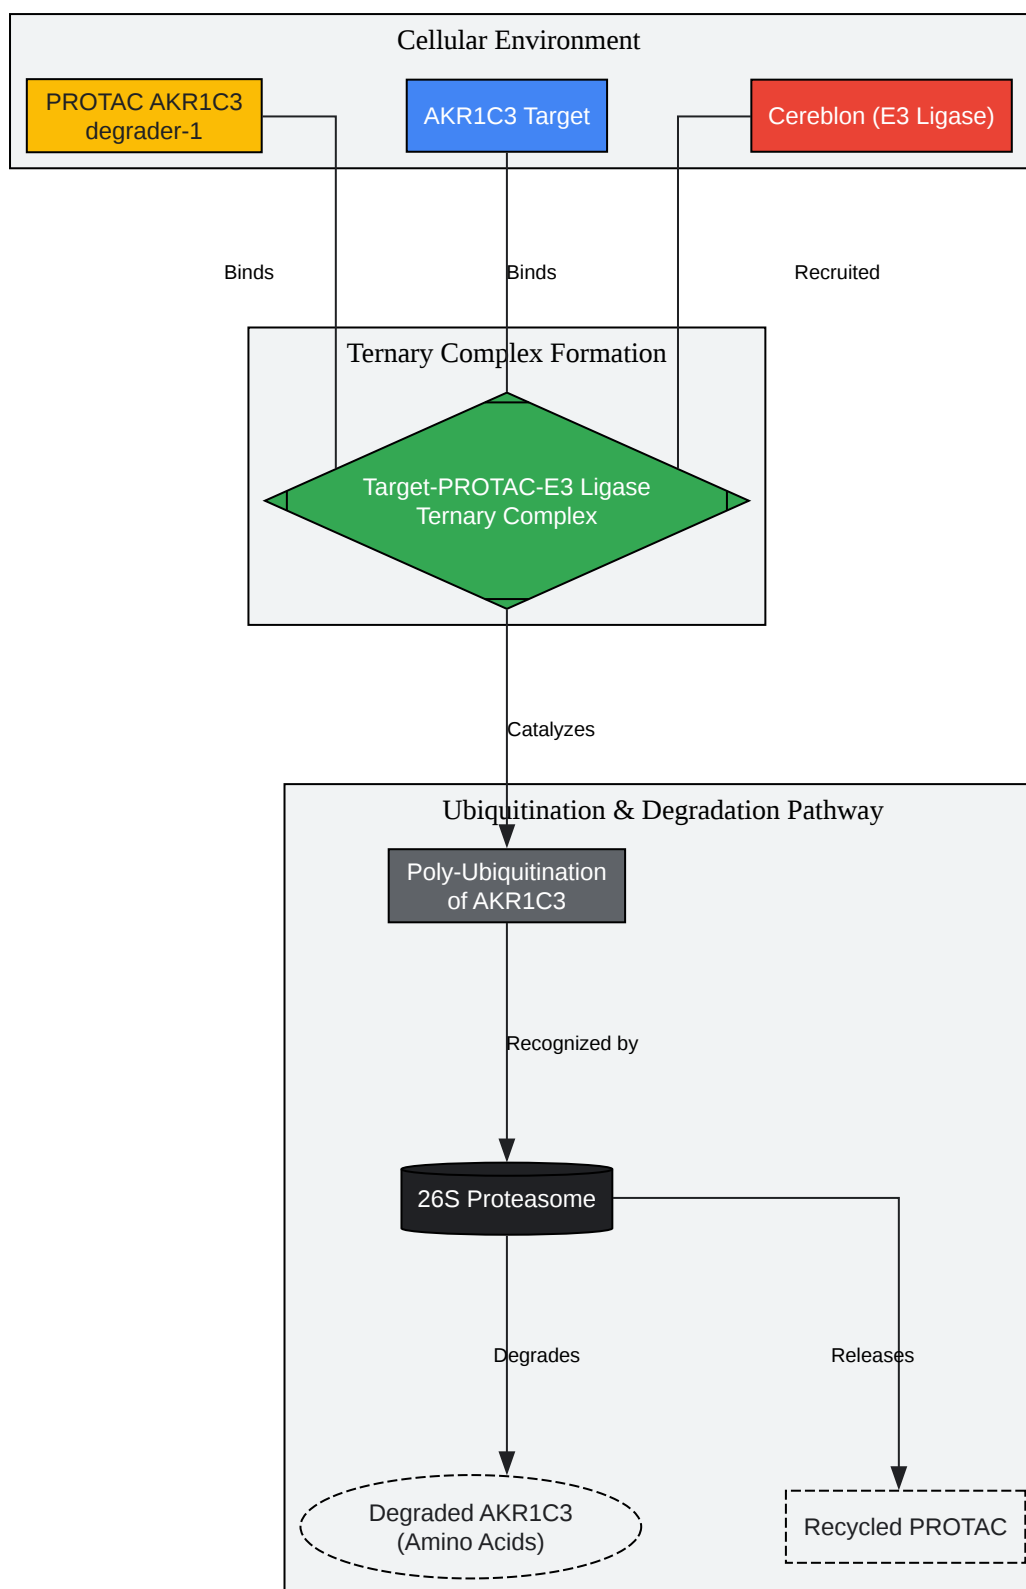 Cellular Environment
PROTAC AKR1C3
degrader-1
AKR1C3 Target
Cereblon (E3 Ligase)
Binds
Binds
Recruited
Ternary Complex Formation
Target-PROTAC-E3 Ligase
Ternary Complex
Catalyzes
Ubiquitination & Degradation Pathway
Poly-Ubiquitination
of AKR1C3
Recognized by
26S Proteasome
Degrades
Releases
Degraded AKR1C3
(Amino Acids)
Recycled PROTAC